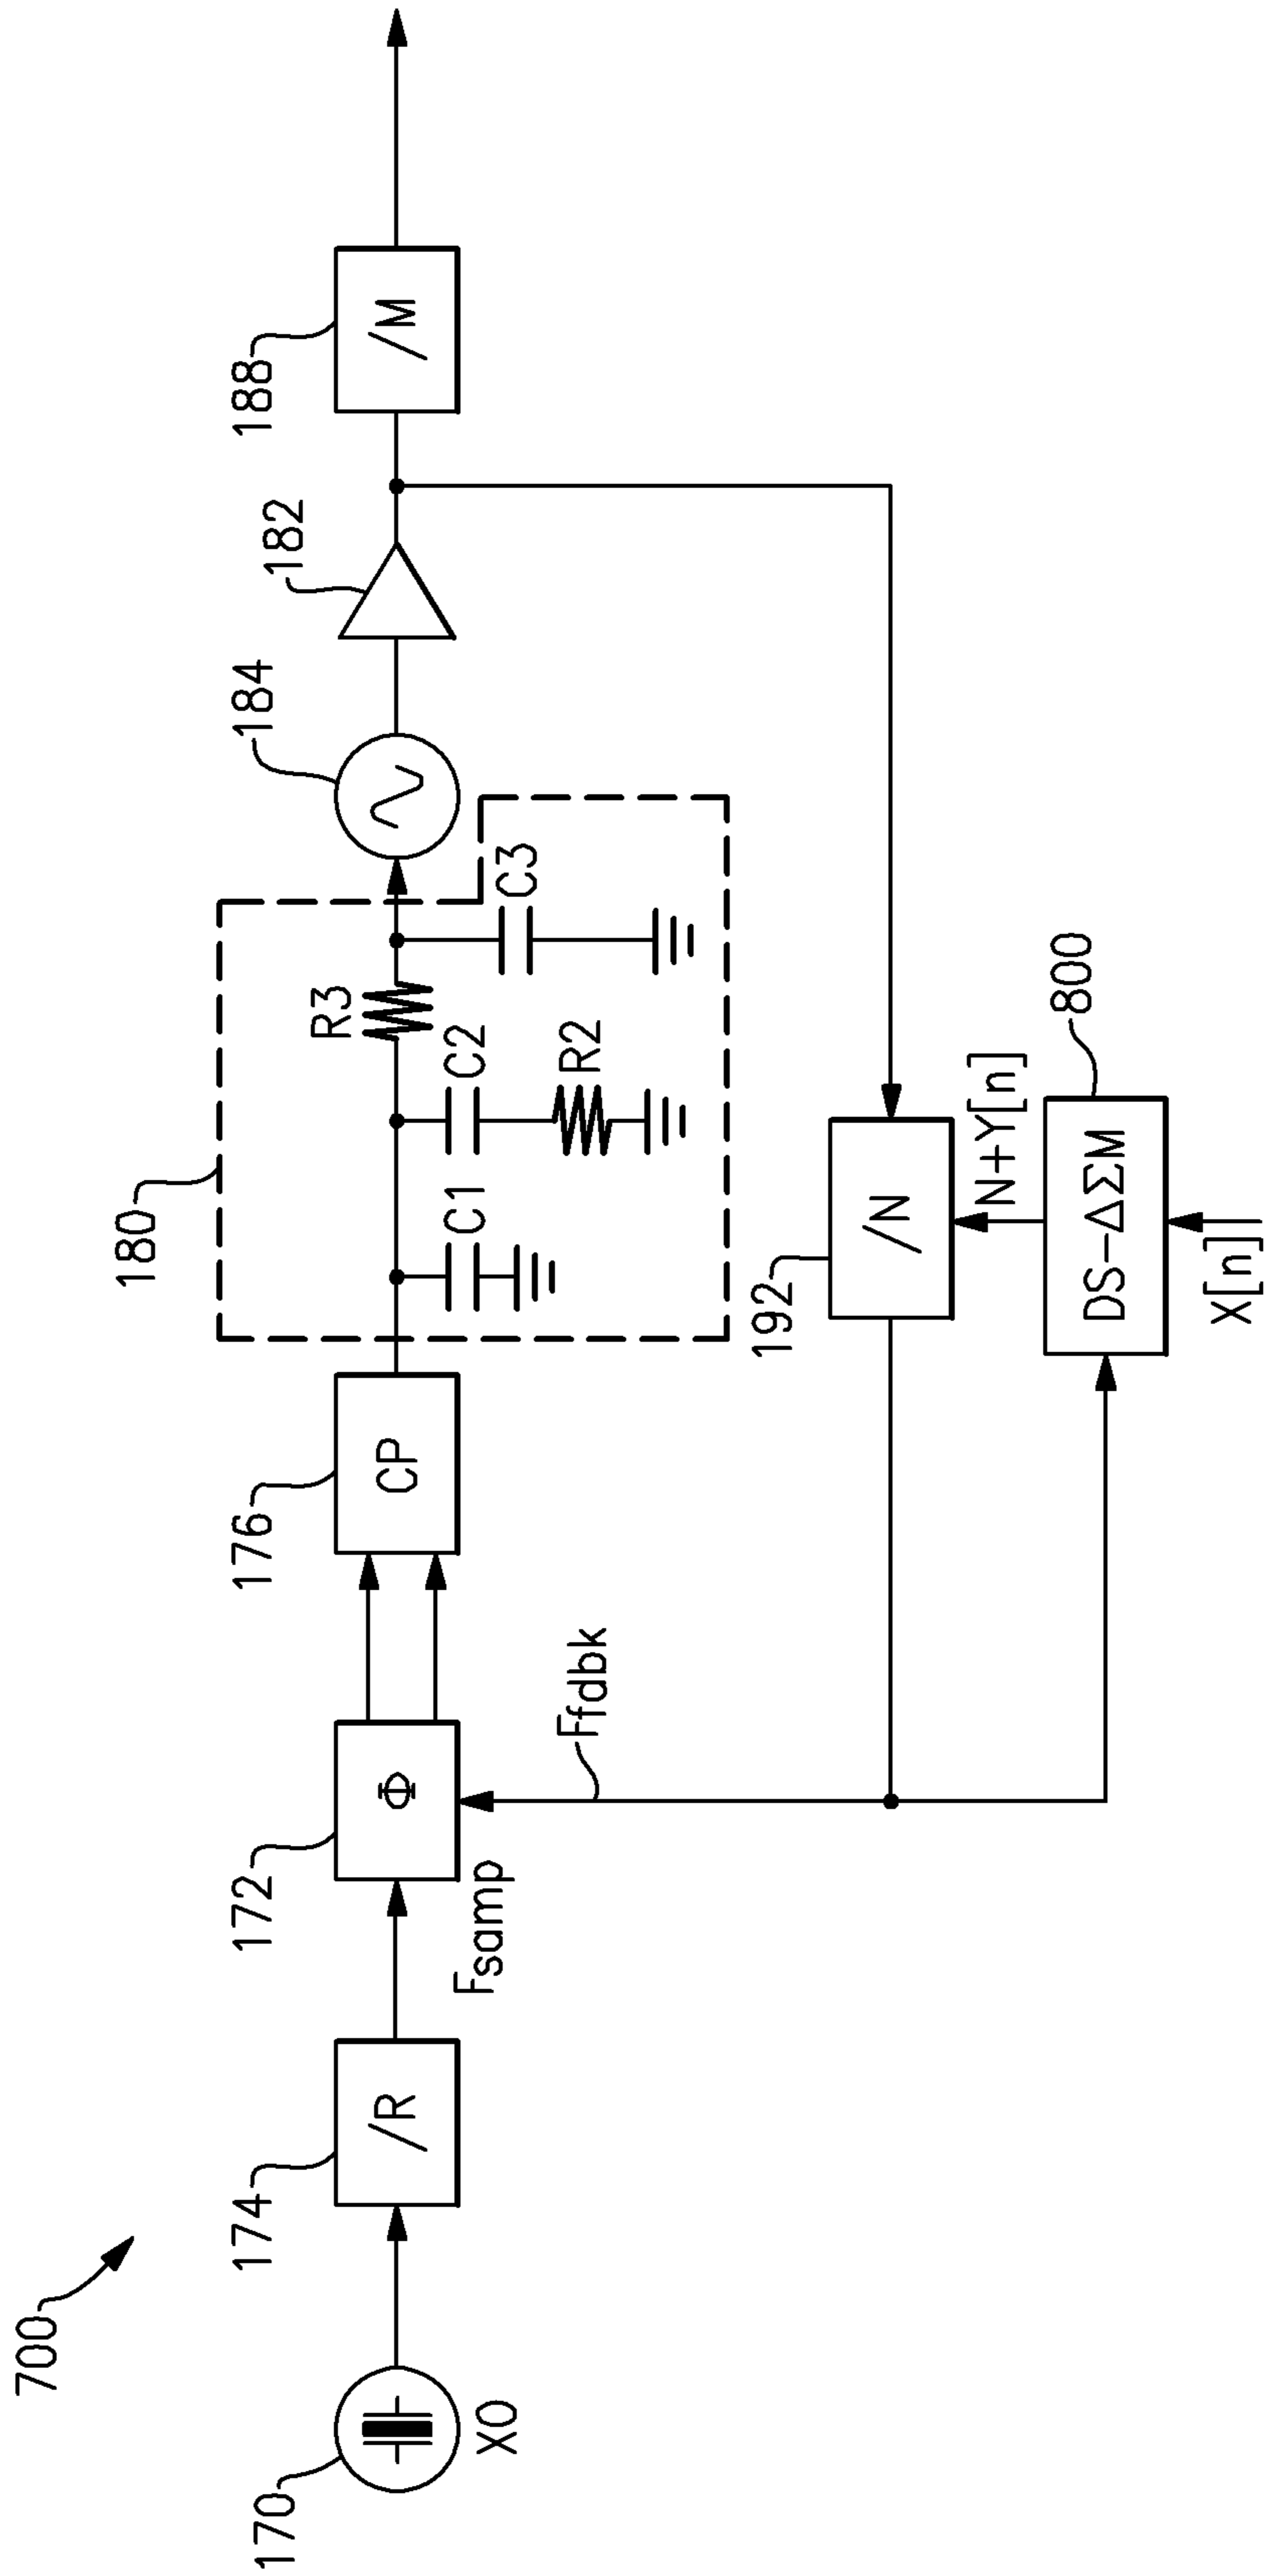 700
170
XO
174
/R
Fsamp
172
Φ
Ffdbk
176
CP
180
C1
C2
R2
R3
C3
184
182
188
/M
192
/N
N+Y[n]
800
DS-ΔΣM
X[n]